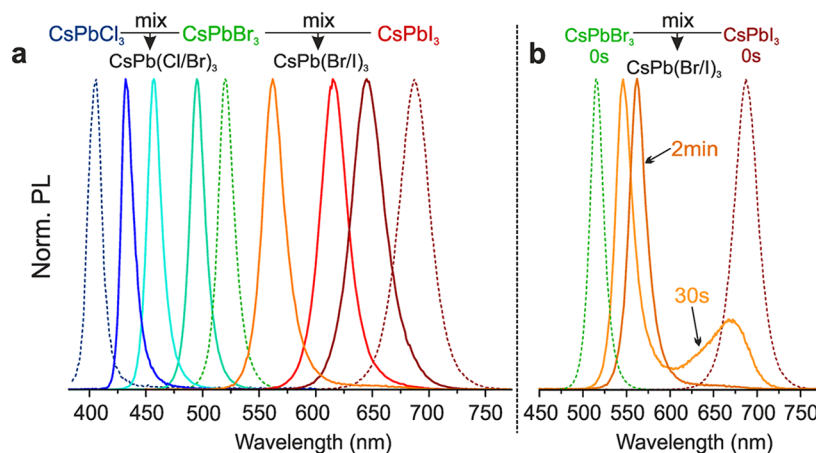 mix
CsPbCl₃ CsPbBr₃ CsPbI₃
mix
a
CsPb(Cl/Br)₃
CsPb(Br/I)₃
Norm. PL
400 450 500 550 600 650 700 750
Wavelength (nm)
mix
CsPbBr₃ CsPbI₃
0s 0s
b
CsPb(Br/I)₃
2min
30s
450 500 550 600 650 700 750
Wavelength (nm)